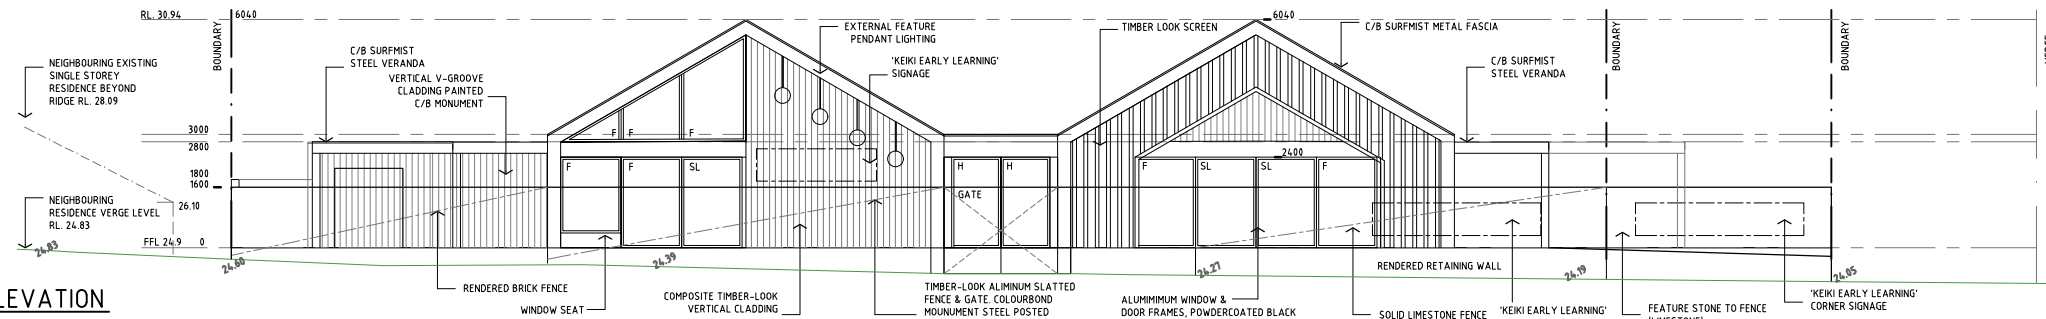 RL. 30.94
BOUNDARY
6040
NEIGHBOURING EXISTING
SINGLE STOREY
RESIDENCE BEYOND
RIDGE RL. 28.09
C/B SURFMIST
STEEL VERANDA
VERTICAL V-GROOVE
CLADDING PAINTED
C/B MONUMENT
EXTERNAL FEATURE
PENDANT LIGHTING
'KEIKI EARLY LEARNING'
SIGNAGE
TIMBER LOOK SCREEN
6040
C/B SURFMIST METAL FASCIA
C/B SURFMIST
STEEL VERANDA
BOUNDARY
BOUNDARY
3000
2800
1800
1600
26.10
NEIGHBOURING
RESIDENCE VERGE LEVEL
RL. 24.83
FFL 24.9 0
F F F
F F SL
H H
GATE
2400
F SL SL F
24.83
24.60
24.39
24.27
24.19
24.05
RENDERED RETAINING WALL
RENDERED BRICK FENCE
WINDOW SEAT
COMPOSITE TIMBER-LOOK
VERTICAL CLADDING
TIMBER-LOOK ALIMINUM SLATTED
FENCE & GATE. COLOURBOND
MOUNUMENT STEEL POSTED
ALUMIMIUM WINDOW &
DOOR FRAMES, POWDERCOATED BLACK
SOLID LIMESTONE FENCE
'KEIKI EARLY LEARNING'
FEATURE STONE TO FENCE
'KEIKI EARLY LEARNING'
CORNER SIGNAGE